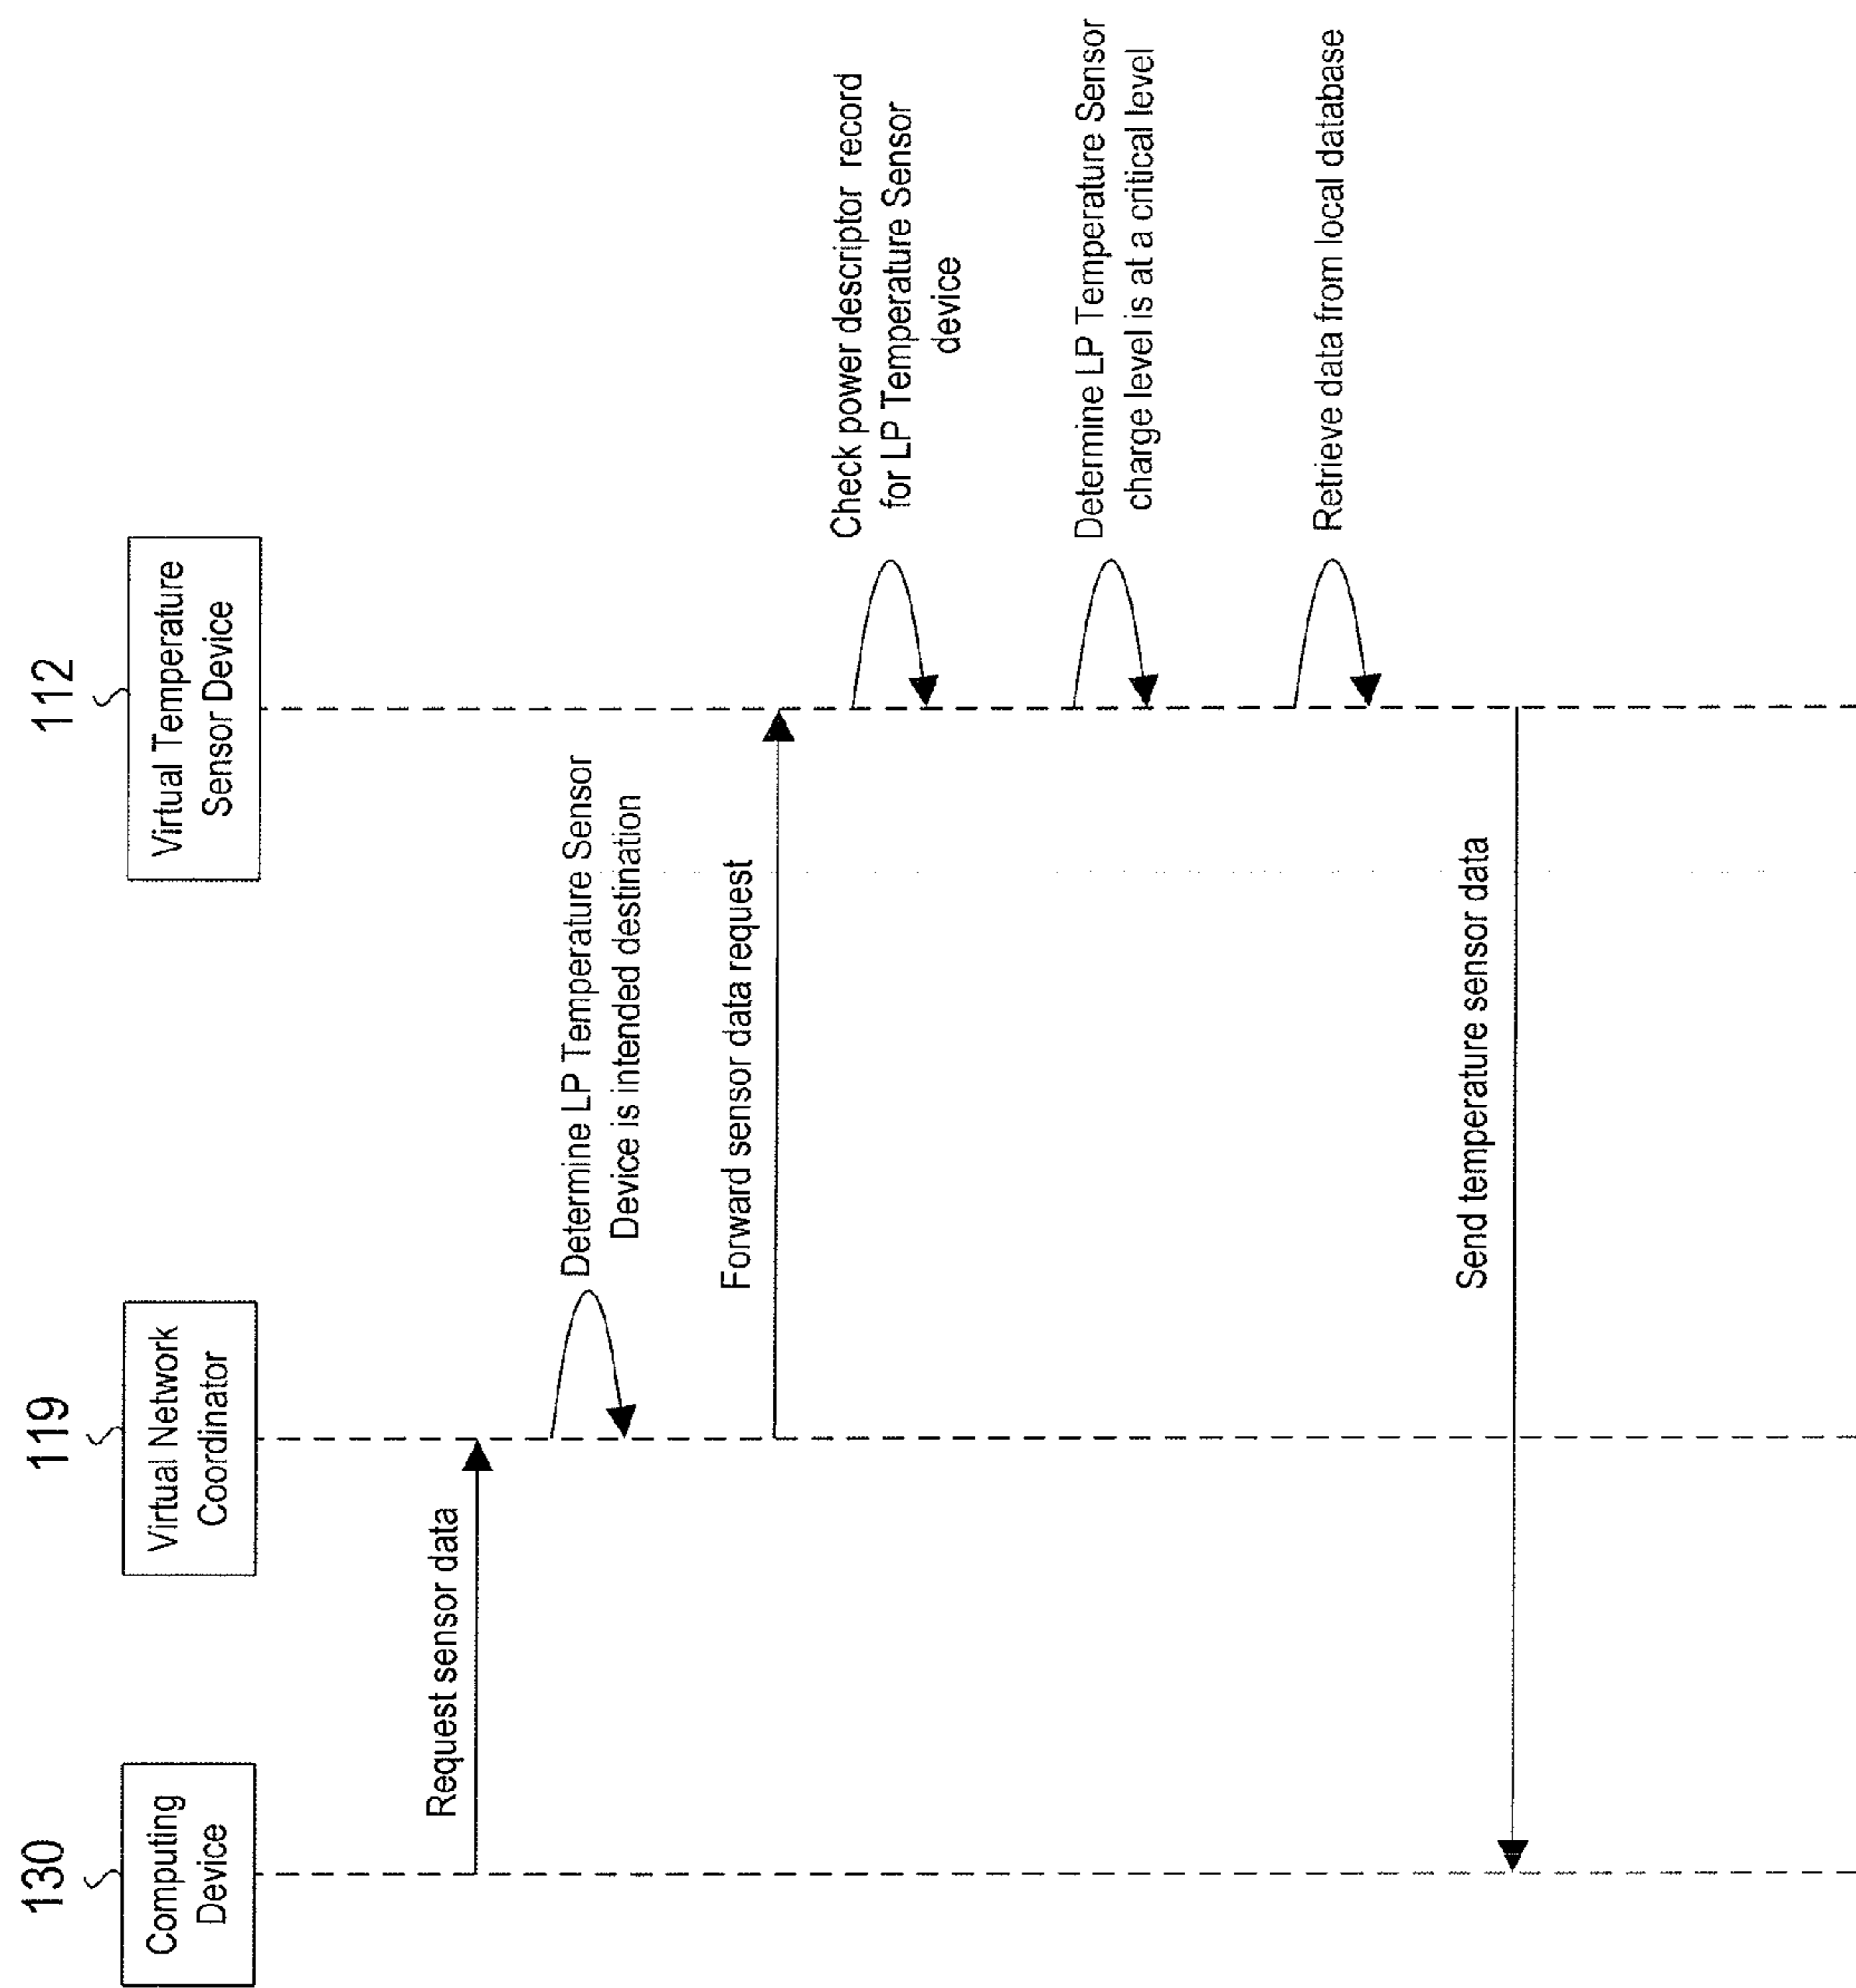 130
Computing
Device
119
Virtual Network
Coordinator
112
Virtual Temperature
Sensor Device
Request sensor data
Determine LP Temperature Sensor
Device is intended destination
Forward sensor data request
Check power descriptor record
for LP Temperature Sensor
device
Determine LP Temperature Sensor
charge level is at a critical level
Retrieve data from local database
Send temperature sensor data